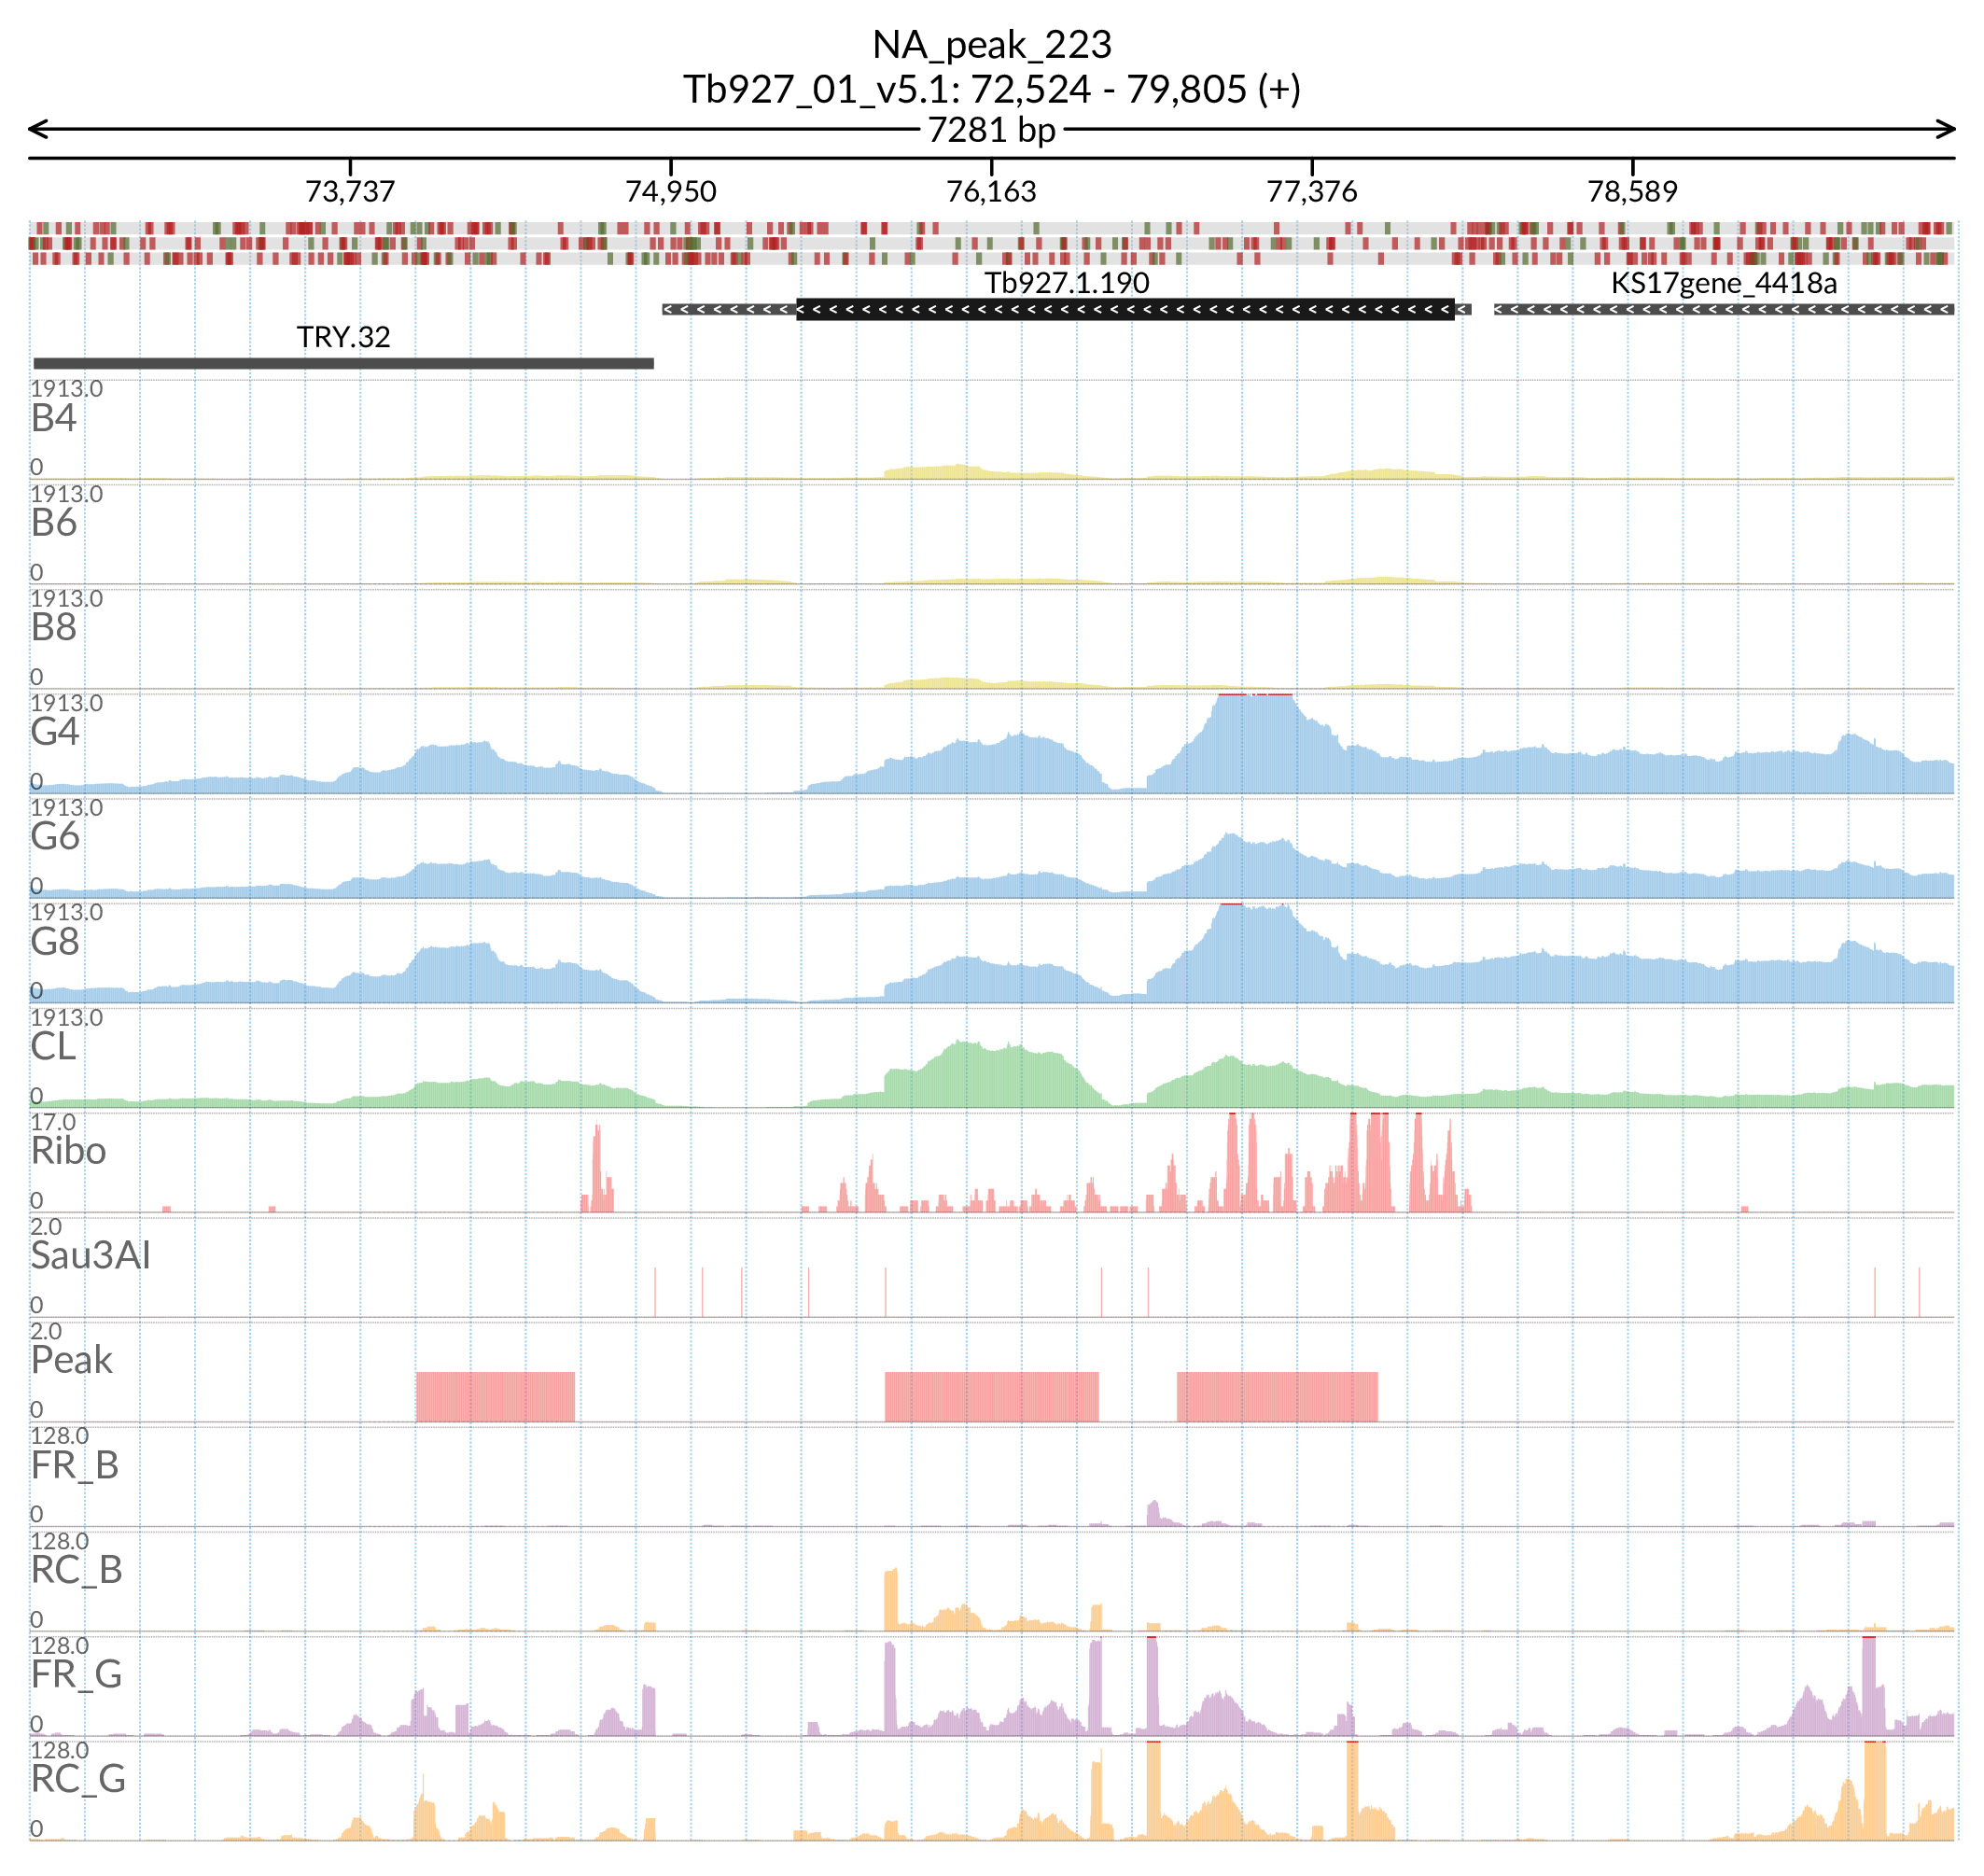 NA_peak_223
Tb927_01_v5.1: 72,524 - 79,805 (+)
7281 bp
73,737 74,950 76,163 77,376 78,589
Tb927.1.190 KS17gene_4418a
TRY.32
1913.0
B4
0
1913.0
B6
0
1913.0
B8
0
1913.0
G4
0
1913.0
G6
0
1913.0
G8
0
1913.0
CL
0
17.0
Ribo
0
2.0
Sau3AI
0
2.0
Peak
0
128.0
FR_B
0
128.0
RC_B
0
128.0
FR_G
0
128.0
RC_G
0